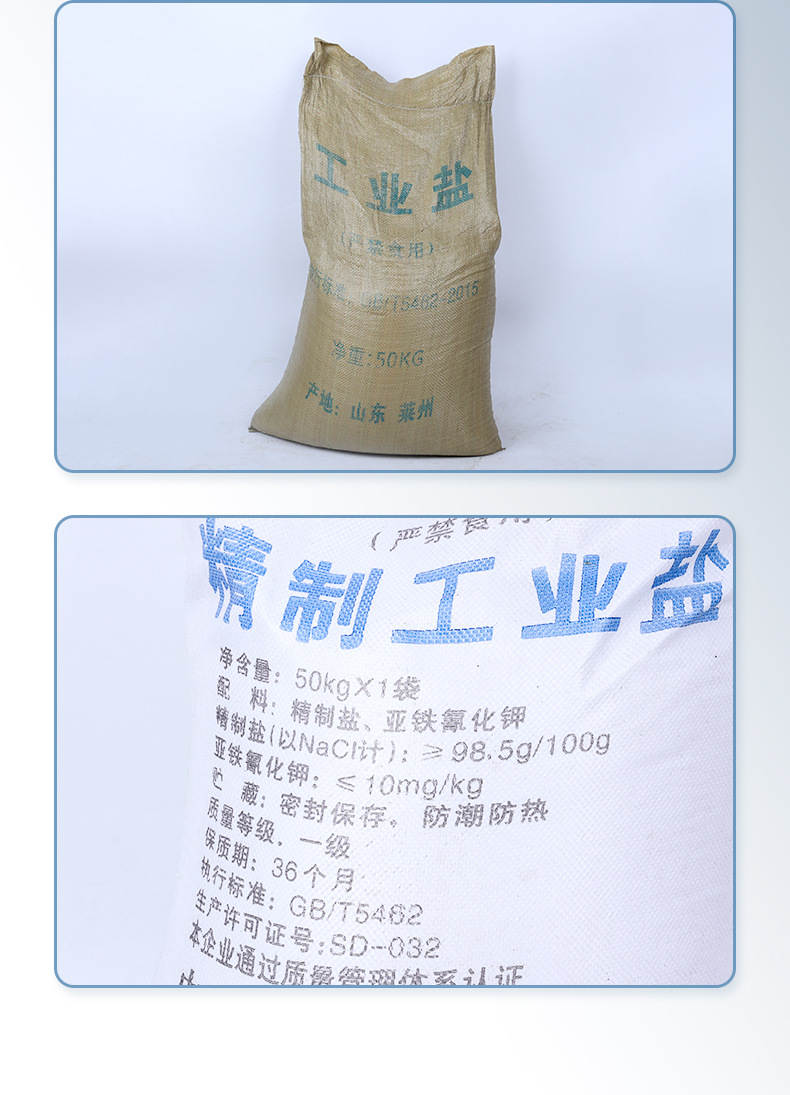 工业盐
(严禁食用)
执行标准:GB/T5462-2015
净重:50KG
产地:山东 莱州
(严禁食用)
精制工业盐
净含量:50kgX1袋
配 料:精制盐、亚铁氰化钾
精制盐(以NaCl计):≥98.5g/100g
亚铁氰化钾:≤10mg/kg
贮 藏:密封保存。防潮防热
质量等级.一级
保质期:36个月
执行标准:GB/T5462
生产许可证号:SD-032
本企业通过质量管理体系认证